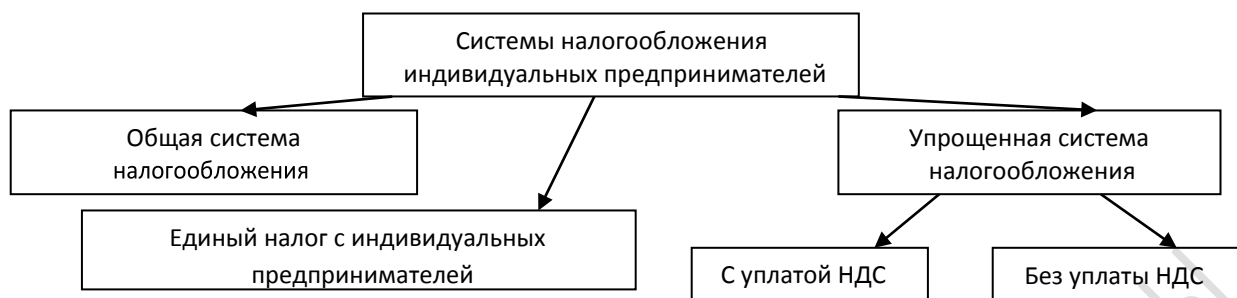 Системы налогообложения
индивидуальных предпринимателей
Общая система
налогообложения
Упрощенная система
налогообложения
Единый налог с индивидуальных
предпринимателей
С уплатой НДС
Без уплаты НДС